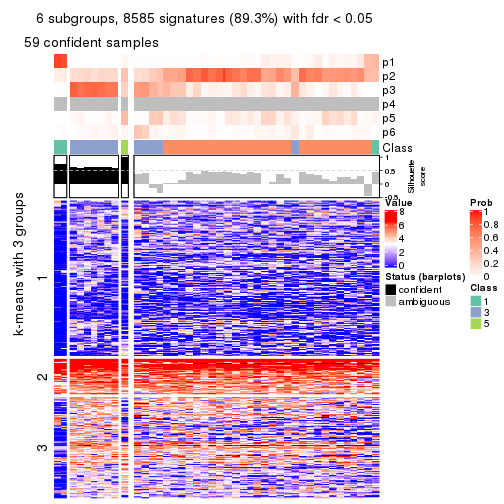 6 subgroups, 8585 signatures (89.3%) with fdr < 0.05
59 confident samples
p1
p2
p3
p4
p5
p6
Class
1
0.5
0
-0.5
Silhouette
score
k-means with 3 groups
1
2
3
Value
8
6
4
2
0
Status (barplots)
confident
ambiguous
Prob
1
0.8
0.6
0.4
0.2
0
Class
1
3
5